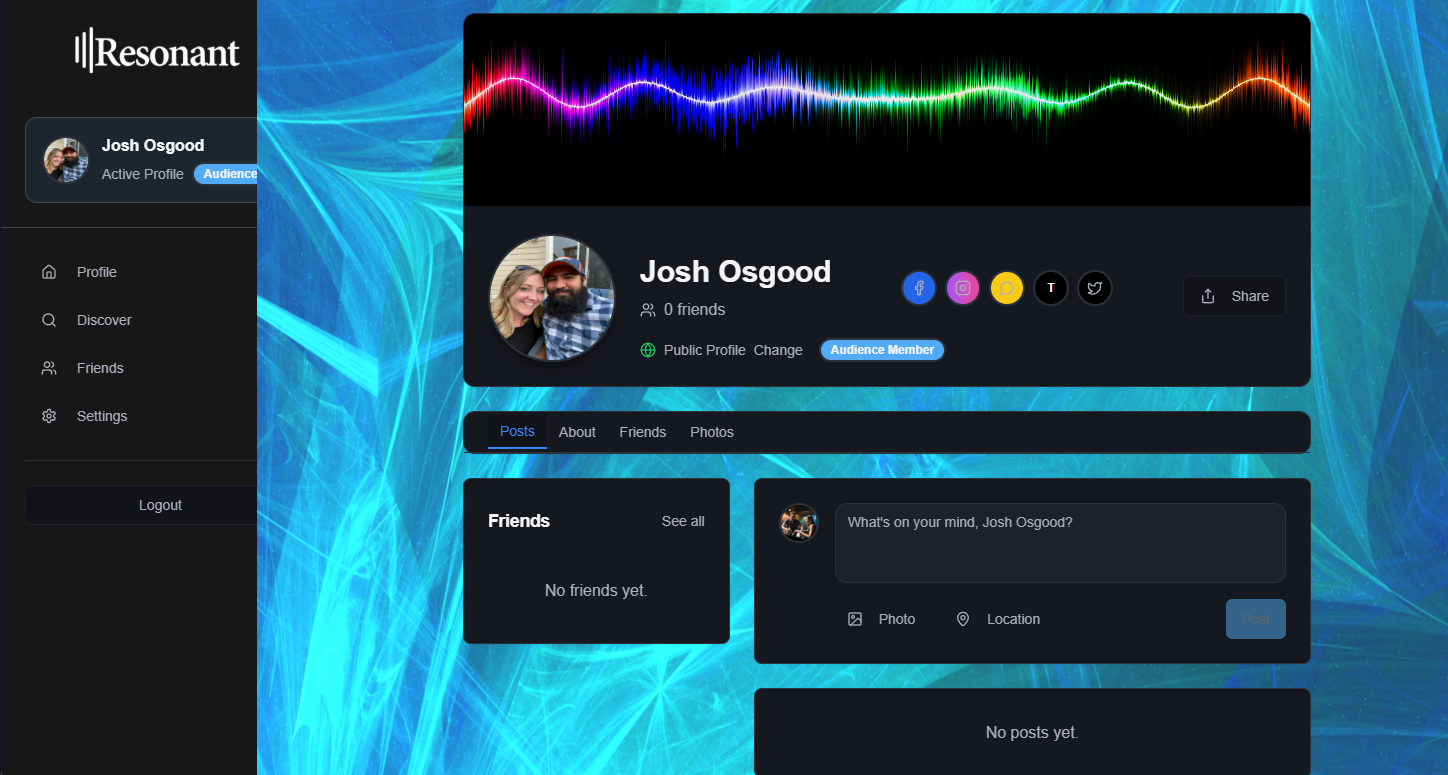 Resonant
Josh Osgood
Active Profile Audience
Profile
Discover
Friends
Settings
Logout
Josh Osgood
0 friends
Public Profile Change Audience Member
T
Share
Posts About Friends Photos
Friends See all
No friends yet.
What's on your mind, Josh Osgood?
Photo Location Post
No posts yet.